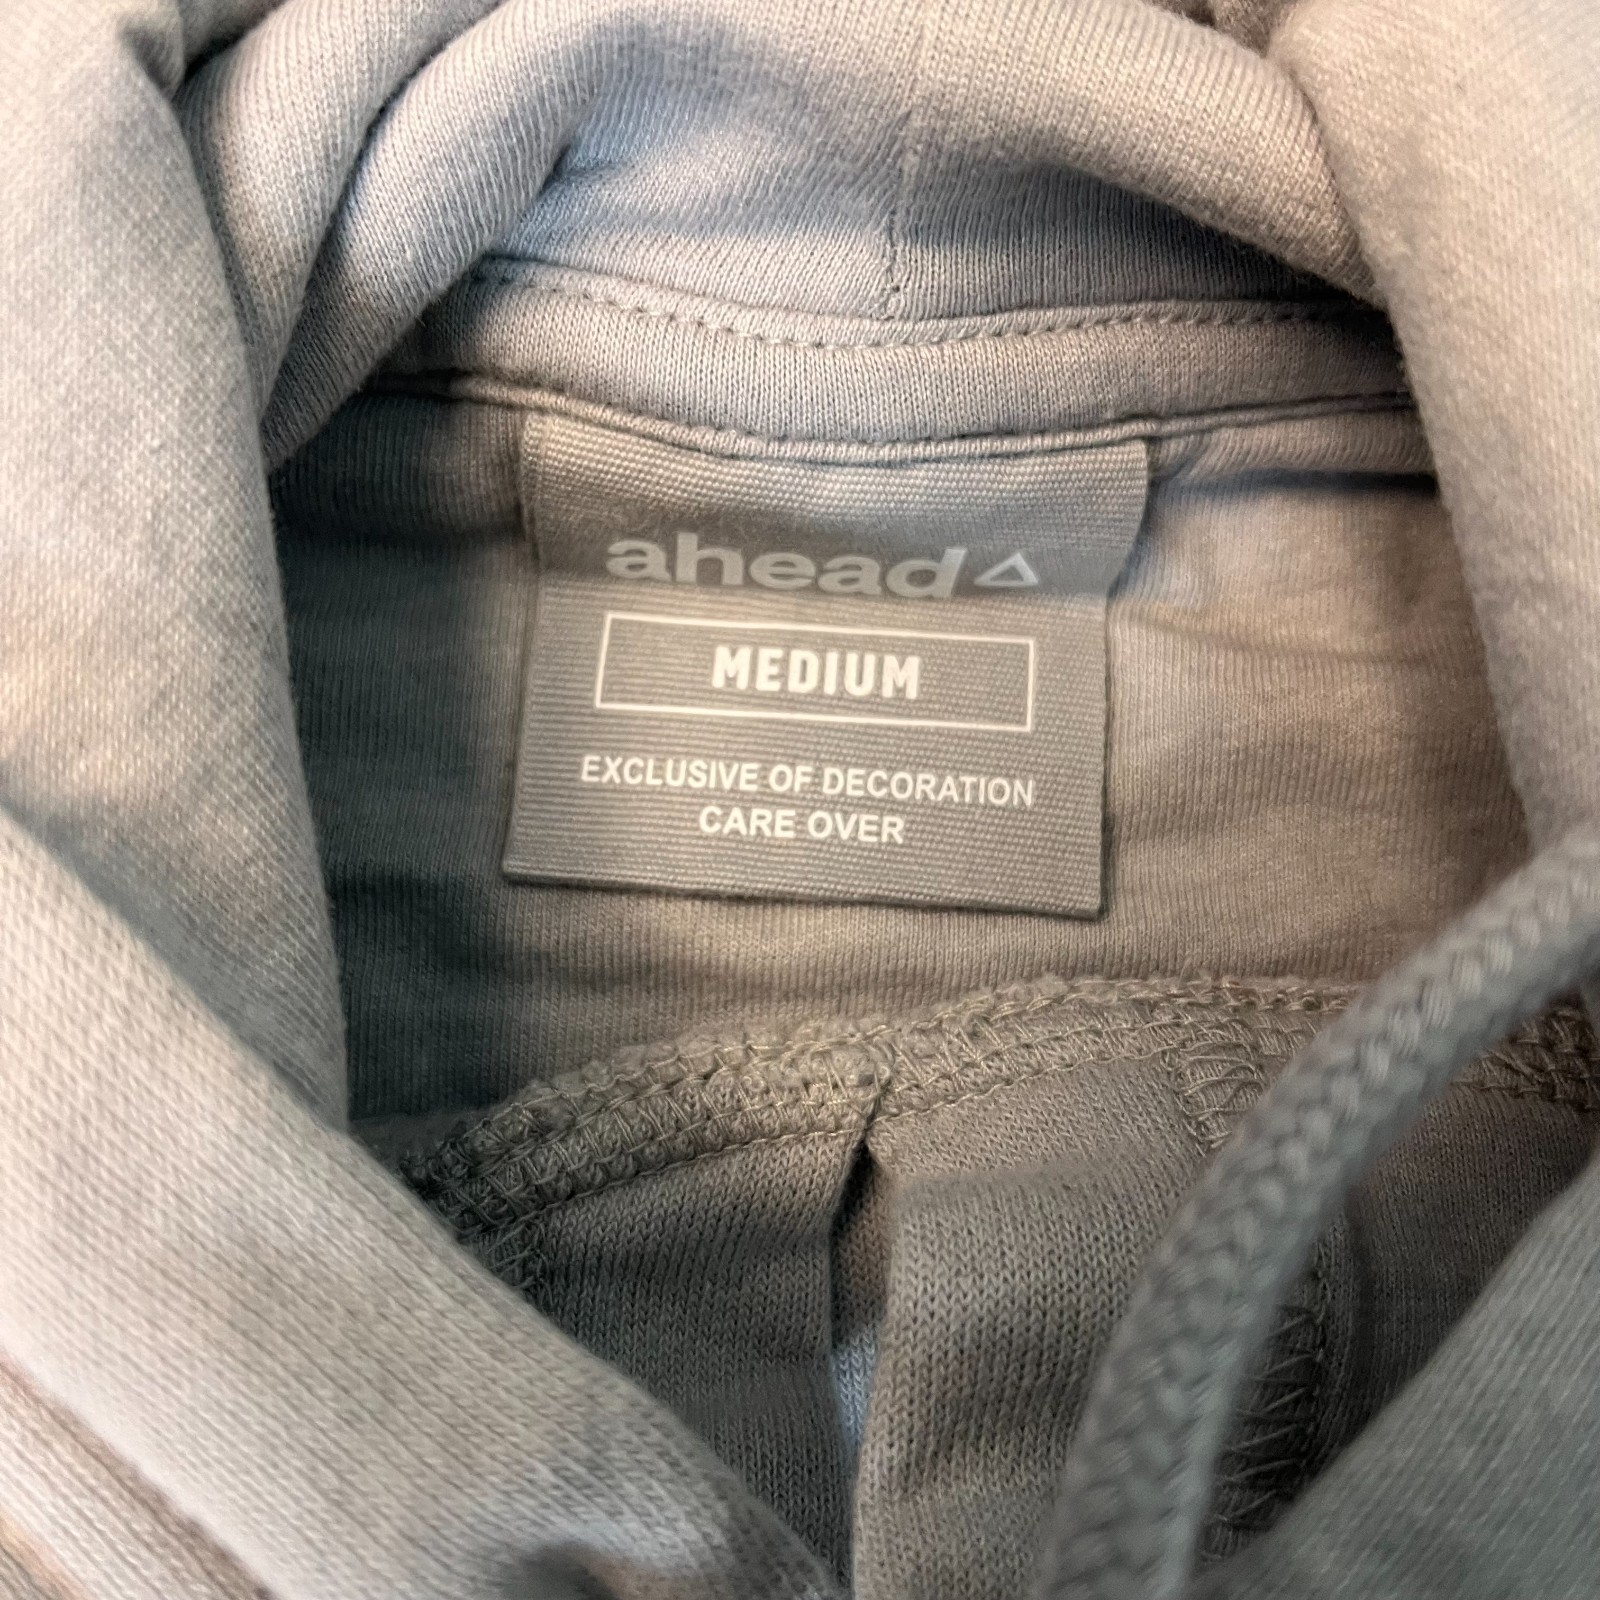 ahead
MEDIUM
EXCLUSIVE OF DECORATION
CARE OVER